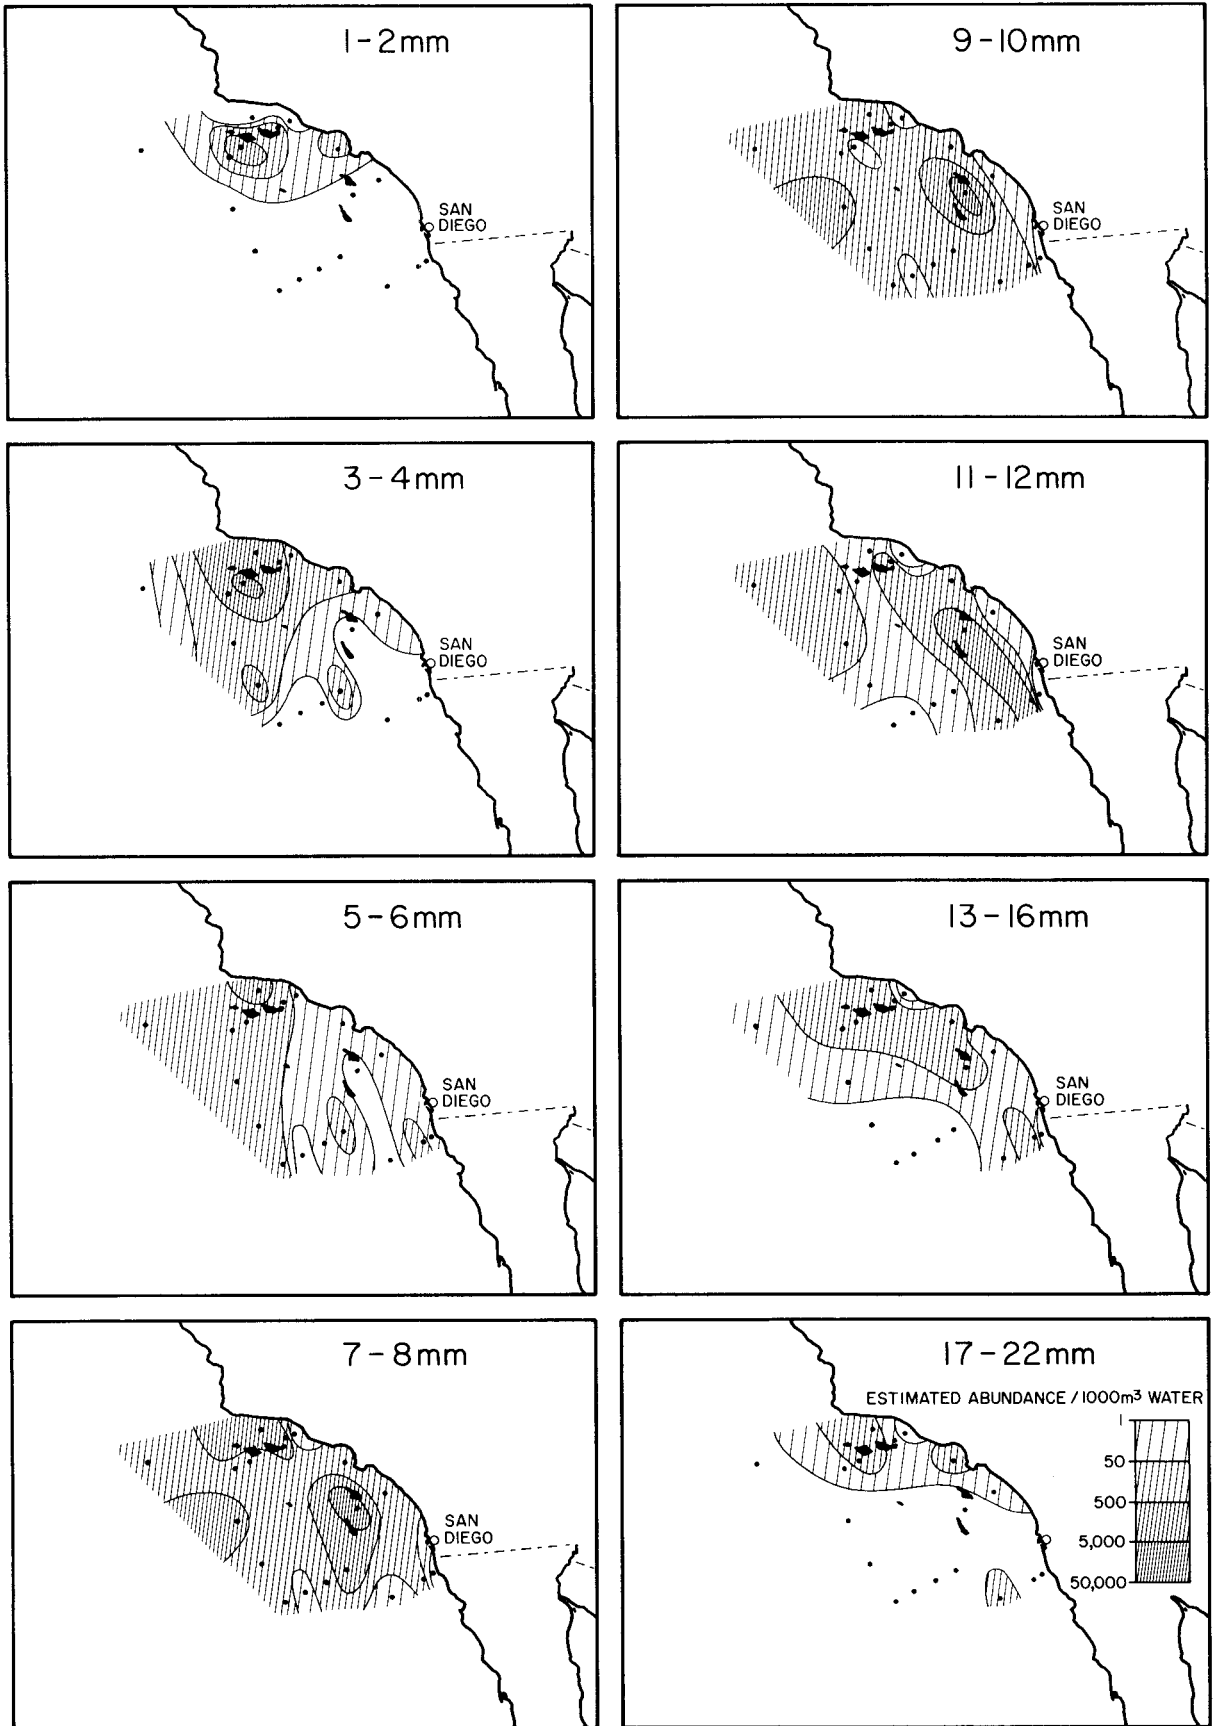 1-2mm
SAN
DIEGO
9-10mm
SAN
DIEGO
3-4mm
SAN
DIEGO
11-12mm
SAN
DIEGO
5-6mm
SAN
DIEGO
13-16mm
SAN
DIEGO
7-8mm
SAN
DIEGO
17-22mm
ESTIMATED ABUNDANCE / 1000m³ WATER
1
50
500
5,000
50,000